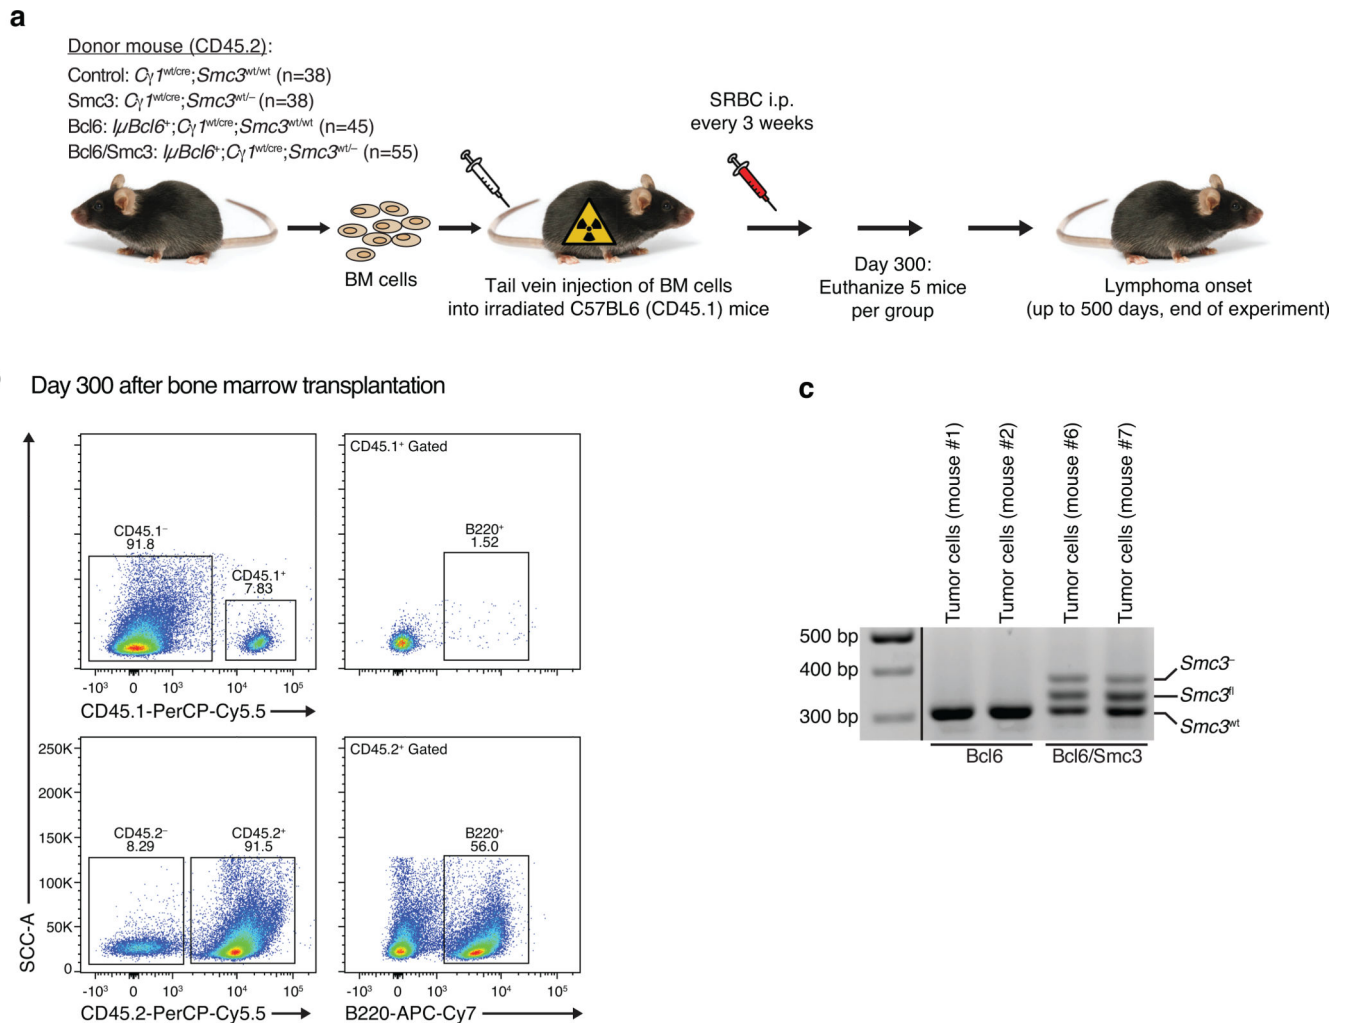 a
Donor mouse (CD45.2):
Control: Cγ1wt/cre;Smc3wt/wt (n=38)
Smc3: Cγ1wt/cre;Smc3wt/– (n=38)
Bcl6: IμBcl6+;Cγ1wt/cre;Smc3wt/wt (n=45)
Bcl6/Smc3: IμBcl6+;Cγ1wt/cre;Smc3wt/– (n=55)
SRBC i.p.
every 3 weeks
BM cells
Tail vein injection of BM cells
into irradiated C57BL6 (CD45.1) mice
Day 300:
Euthanize 5 mice
per group
Lymphoma onset
(up to 500 days, end of experiment)
Day 300 after bone marrow transplantation
CD45.1–
91.8
CD45.1+
7.83
-10³ 0 10³ 10⁴ 10⁵
CD45.1-PerCP-Cy5.5
CD45.1+ Gated
B220+
1.52
250K
200K
150K
100K
50K
0
SCC-A
CD45.2–
8.29
CD45.2+
91.5
-10³ 0 10³ 10⁴ 10⁵
CD45.2-PerCP-Cy5.5
CD45.2+ Gated
B220+
56.0
-10³ 0 10³ 10⁴ 10⁵
B220-APC-Cy7
c
Tumor cells (mouse #1)
Tumor cells (mouse #2)
Tumor cells (mouse #6)
Tumor cells (mouse #7)
500 bp
400 bp
300 bp
Smc3–
Smc3fl
Smc3wt
Bcl6
Bcl6/Smc3